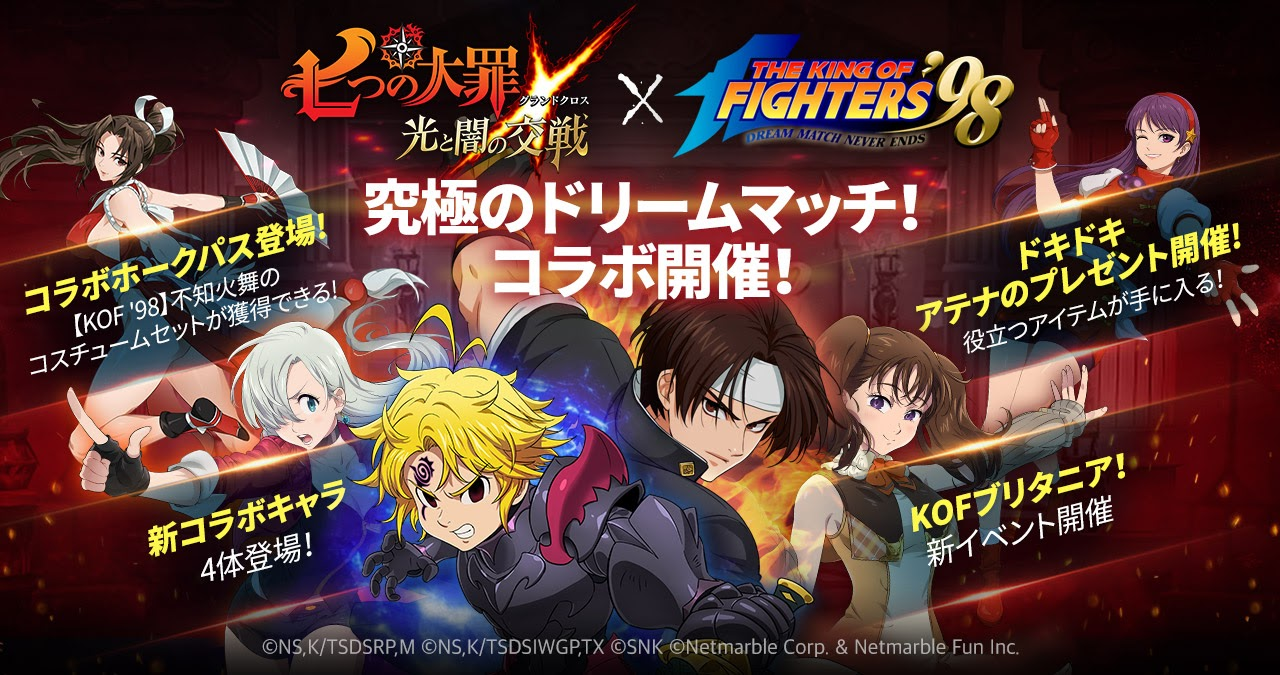 七つの大罪
グランドクロス
光と闇の交戦
×
THE KING OF
FIGHTERS '98
DREAM MATCH NEVER ENDS
究極のドリームマッチ!
コラボ開催!
コラボホークパス登場!
【KOF '98】不知火舞の
コスチュームセットが獲得できる!
ドキドキ
アテナのプレゼント開催!
役立つアイテムが手に入る!
新コラボキャラ
4体登場!
KOFブリタニア!
新イベント開催
©NS,K/TSDSRP,M ©NS,K/TSDSIWGP,TX ©SNK ©Netmarble Corp. & Netmarble Fun Inc.